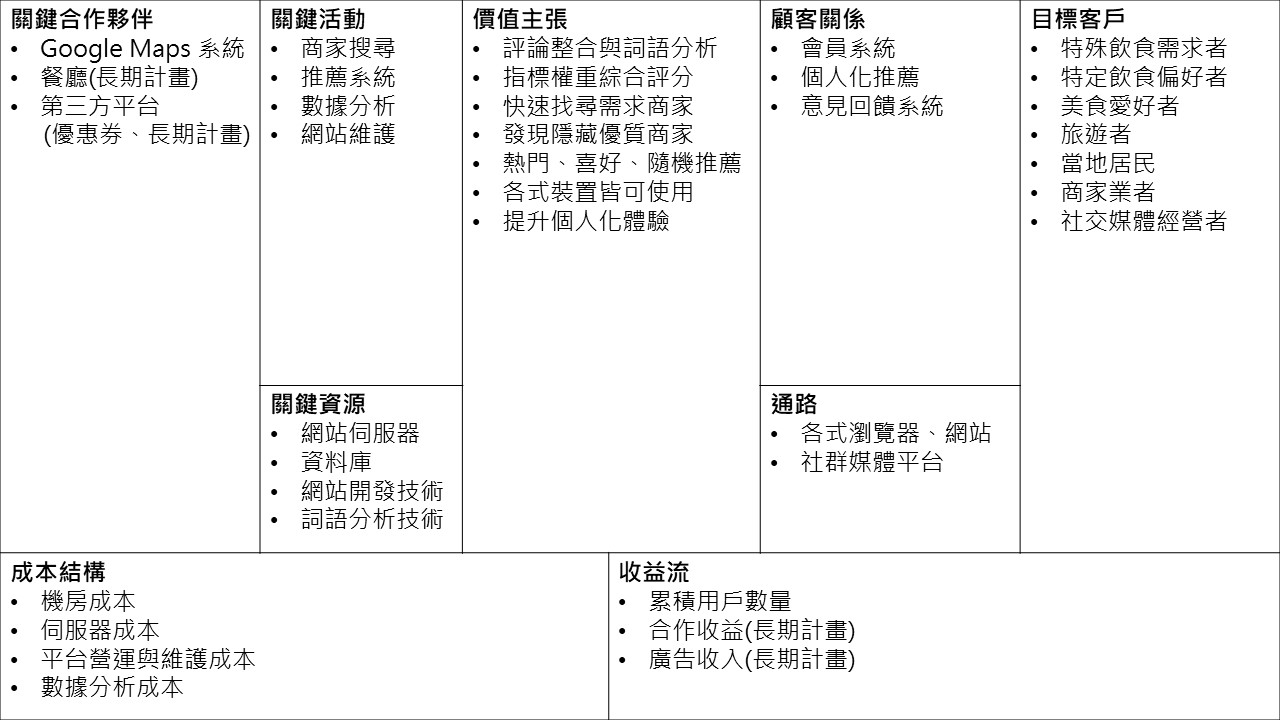 關鍵合作夥伴
• Google Maps 系統
• 餐廳(長期計畫)
• 第三方平台
(優惠券、長期計畫)
關鍵活動
• 商家搜尋
• 推薦系統
• 數據分析
• 網站維護
關鍵資源
• 網站伺服器
• 資料庫
• 網站開發技術
• 詞語分析技術
價值主張
• 評論整合與詞語分析
• 指標權重綜合評分
• 快速找尋需求商家
• 發現隱藏優質商家
• 熱門、喜好、隨機推薦
• 各式裝置皆可使用
• 提升個人化體驗
顧客關係
• 會員系統
• 個人化推薦
• 意見回饋系統
通路
• 各式瀏覽器、網站
• 社群媒體平台
目標客戶
• 特殊飲食需求者
• 特定飲食偏好者
• 美食愛好者
• 旅遊者
• 當地居民
• 商家業者
• 社交媒體經營者
成本結構
• 機房成本
• 伺服器成本
• 平台營運與維護成本
• 數據分析成本
收益流
• 累積用戶數量
• 合作收益(長期計畫)
• 廣告收入(長期計畫)